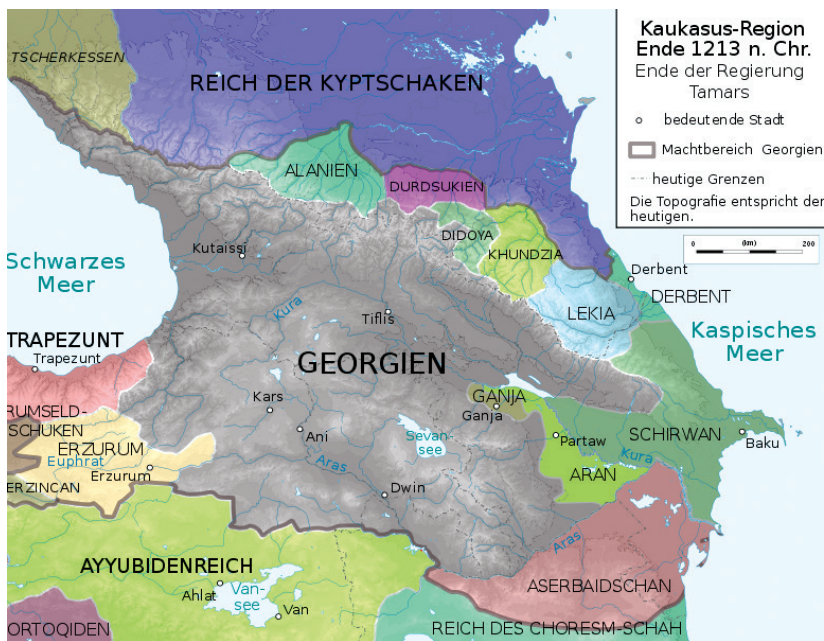 Kaukasus-Region
Ende 1213 n. Chr.
Ende der Regierung
Tamars
bedeutende Stadt
Machtbereich Georgien
heutige Grenzen
Die Topografie entspricht der
heutigen.
0 (km) 200
TSCHERKESSEN
REICH DER KYPTSCHAKEN
ALANIEN
DURDSUKIEN
DIDOYA
KHUNDZIA
Kutaissi
Schwarzes
Meer
Derbent
DERBENT
LEKIA
Kaspisches
Meer
Kura
Tiflis
TRAPEZUNT
Trapezunt
GEORGIEN
Kars
GANJA
Ganja
RUMSELD-
SCHUKEN
ERZURUM
Euphrat
Erzurum
ERZINCAN
Ani
Sevan-
see
Partaw
SCHIRWAN
Baku
Kura
Aras
ARAN
Dwin
Aras
AYYUBIDENREICH
Ahlat
Van-
see
Van
ASERBAIDSCHAN
ORTOQIDEN
REICH DES CHORESM-SCHAH